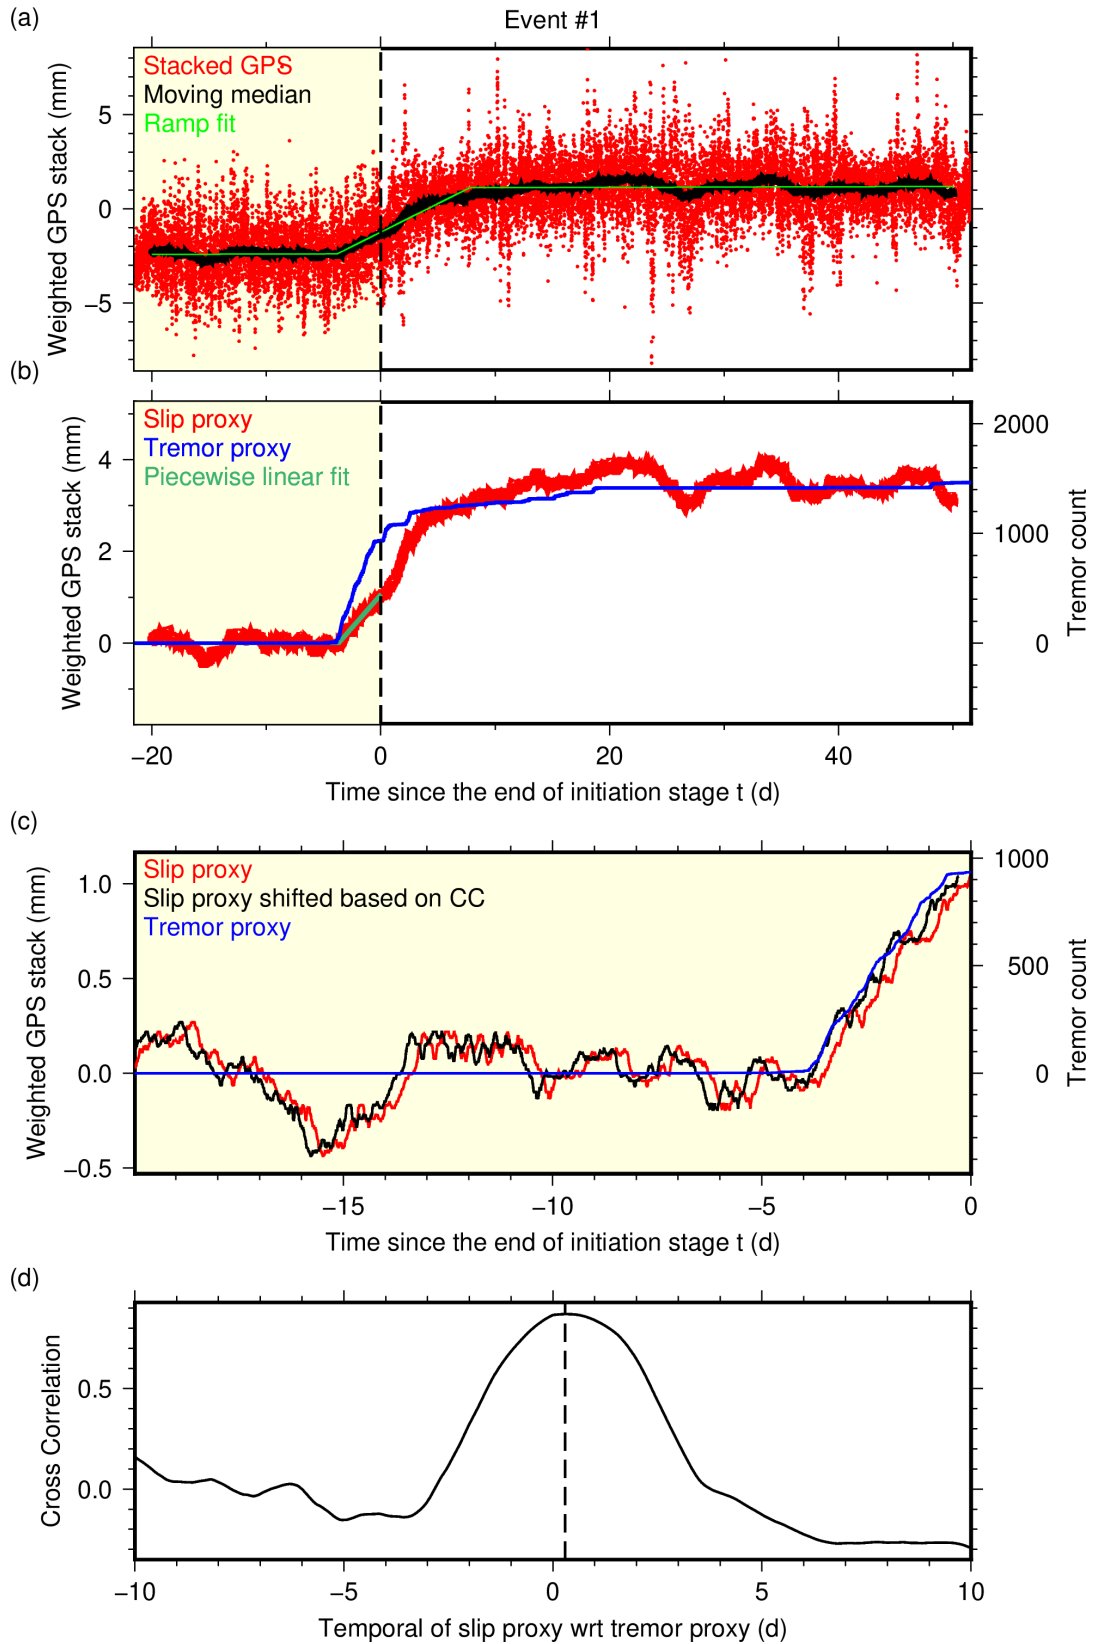 (a)
Event #1
Stacked GPS
Moving median
Ramp fit
Weighted GPS stack (mm)
5
0
−5
(b)
Slip proxy
Tremor proxy
Piecewise linear fit
Weighted GPS stack (mm)
4
2
0
2000
1000
0
Tremor count
−20
0
20
40
Time since the end of initiation stage t (d)
(c)
Slip proxy
Slip proxy shifted based on CC
Tremor proxy
Weighted GPS stack (mm)
1.0
0.5
0.0
−0.5
1000
500
0
Tremor count
−15
−10
−5
0
Time since the end of initiation stage t (d)
(d)
Cross Correlation
0.5
0.0
−10
−5
0
5
10
Temporal of slip proxy wrt tremor proxy (d)